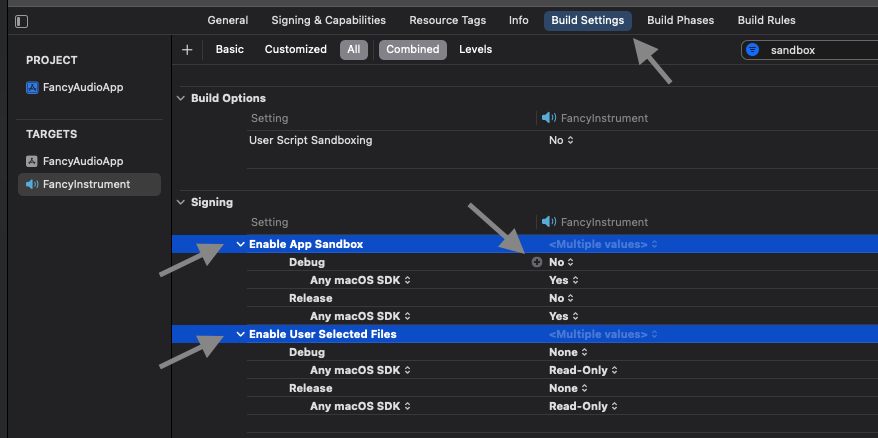 General Signing & Capabilities Resource Tags Info Build Settings Build Phases Build Rules
Basic Customized All Combined Levels sandbox
PROJECT
FancyAudioApp
TARGETS
FancyAudioApp
FancyInstrument
Build Options
Setting FancyInstrument
User Script Sandboxing No
Signing
Setting FancyInstrument
Enable App Sandbox <Multiple values>
Debug No
Any macOS SDK Yes
Release No
Any macOS SDK Yes
Enable User Selected Files <Multiple values>
Debug None
Any macOS SDK Read-Only
Release None
Any macOS SDK Read-Only